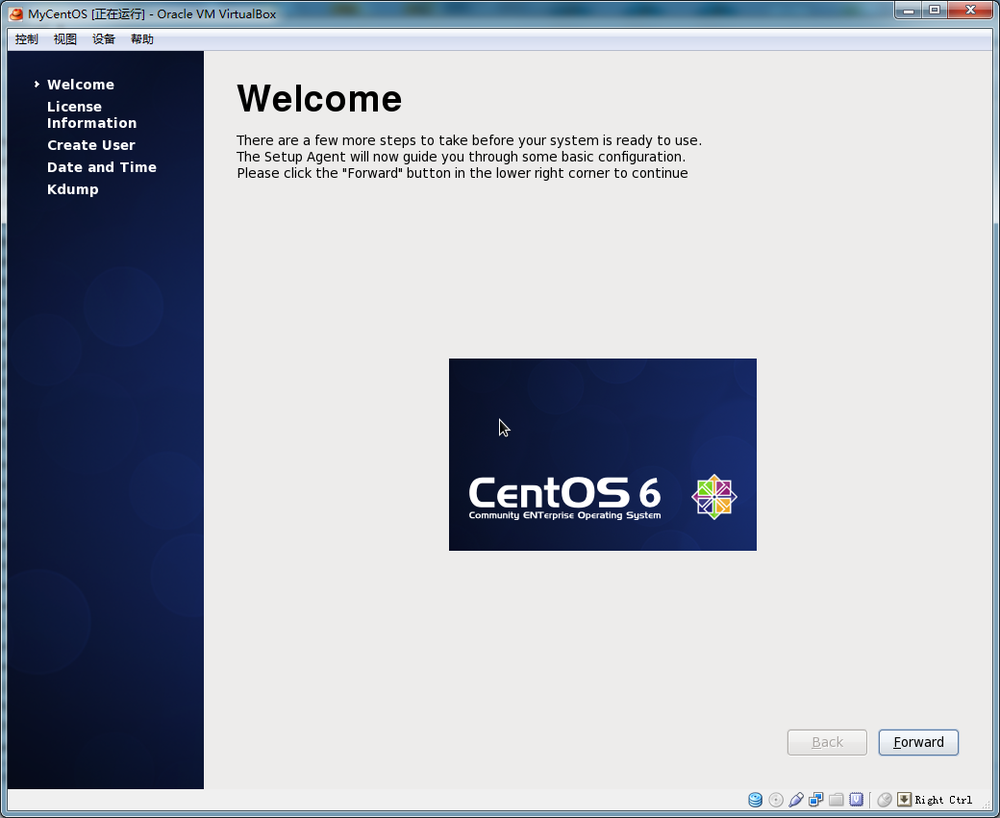 MyCentOS [正在运行] - Oracle VM VirtualBox
控制 视图 设备 帮助
Welcome
License
Information
Create User
Date and Time
Kdump
Welcome
There are a few more steps to take before your system is ready to use.
The Setup Agent will now guide you through some basic configuration.
Please click the "Forward" button in the lower right corner to continue
CentOS 6
Community ENTerprise Operating System
Back Forward
Right Ctrl